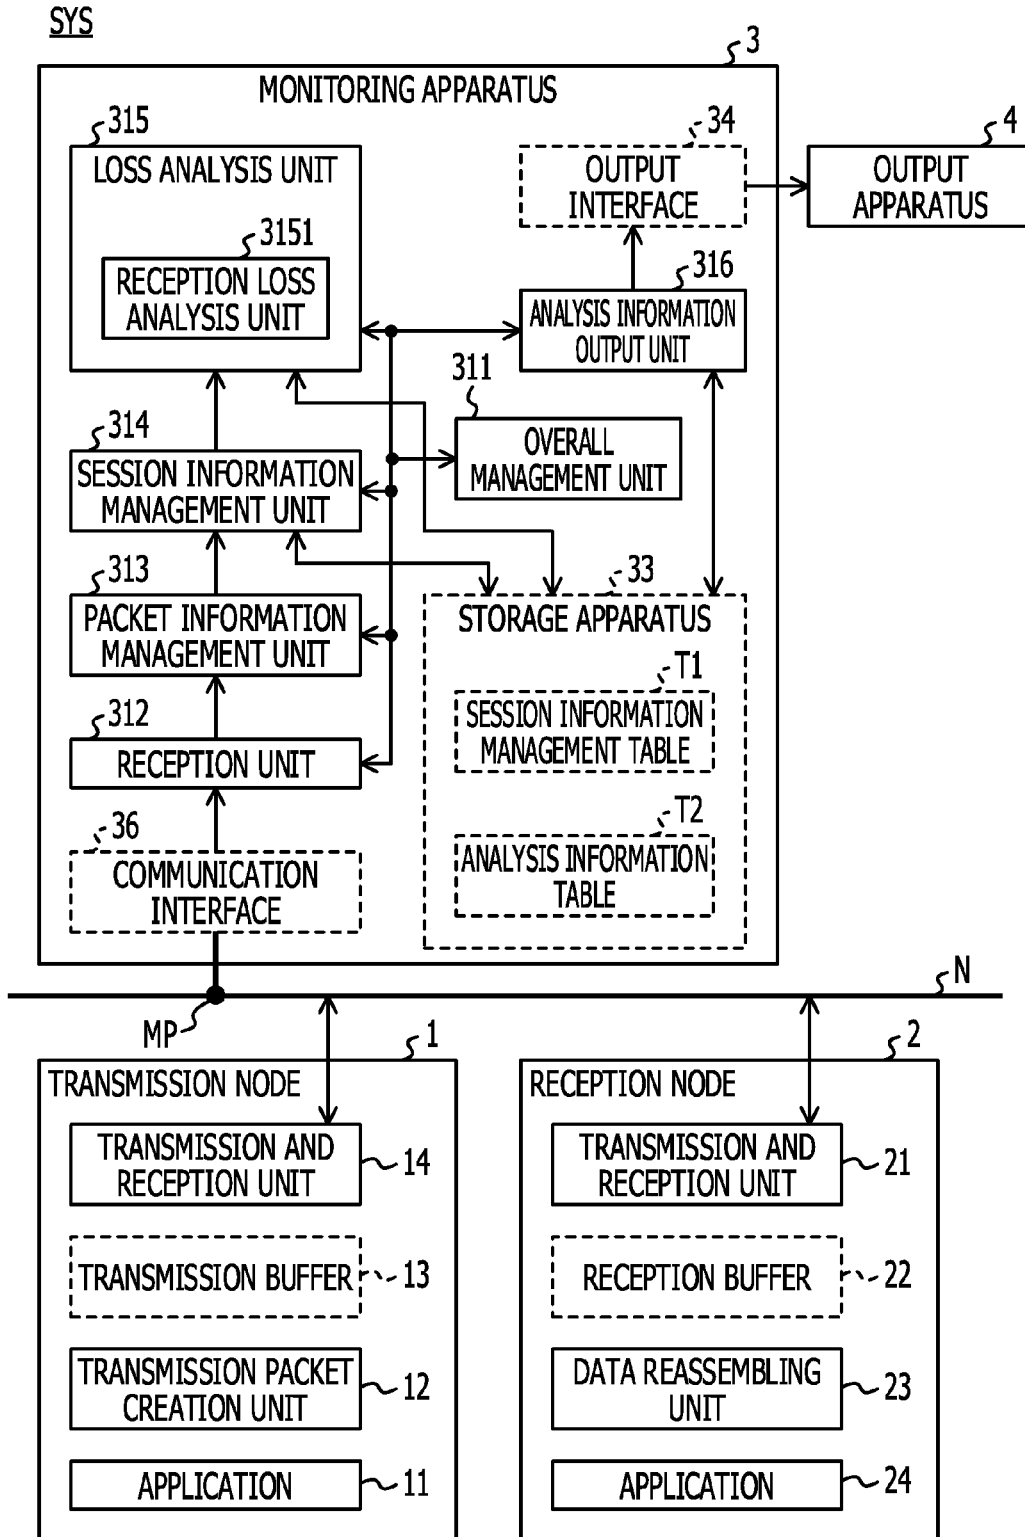 SYS
3
MONITORING APPARATUS
315
LOSS ANALYSIS UNIT
3151
RECEPTION LOSS
ANALYSIS UNIT
34
OUTPUT
INTERFACE
4
OUTPUT
APPARATUS
316
ANALYSIS INFORMATION
OUTPUT UNIT
311
OVERALL
MANAGEMENT UNIT
314
SESSION INFORMATION
MANAGEMENT UNIT
313
PACKET INFORMATION
MANAGEMENT UNIT
33
STORAGE APPARATUS
T1
SESSION INFORMATION
MANAGEMENT TABLE
312
RECEPTION UNIT
T2
ANALYSIS INFORMATION
TABLE
36
COMMUNICATION
INTERFACE
N
MP
1
TRANSMISSION NODE
TRANSMISSION AND
RECEPTION UNIT
14
TRANSMISSION BUFFER
13
TRANSMISSION PACKET
CREATION UNIT
12
APPLICATION
11
2
RECEPTION NODE
TRANSMISSION AND
RECEPTION UNIT
21
RECEPTION BUFFER
22
DATA REASSEMBLING
UNIT
23
APPLICATION
24